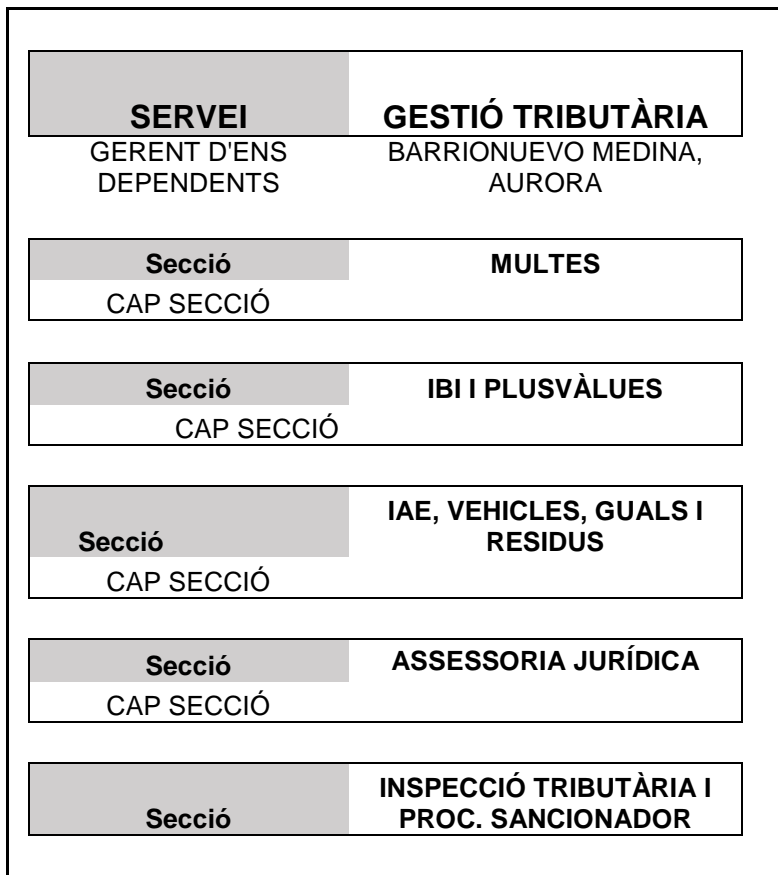 SERVEI GESTIÓ TRIBUTÀRIA
GERENT D'ENS BARRIONUEVO MEDINA,
DEPENDENTS AURORA
Secció MULTES
CAP SECCIÓ
Secció IBI I PLUSVÀLUES
CAP SECCIÓ
IAE, VEHICLES, GUALS I
Secció RESIDUS
CAP SECCIÓ
Secció ASSESSORIA JURÍDICA
CAP SECCIÓ
INSPECCIÓ TRIBUTÀRIA I
Secció PROC. SANCIONADOR